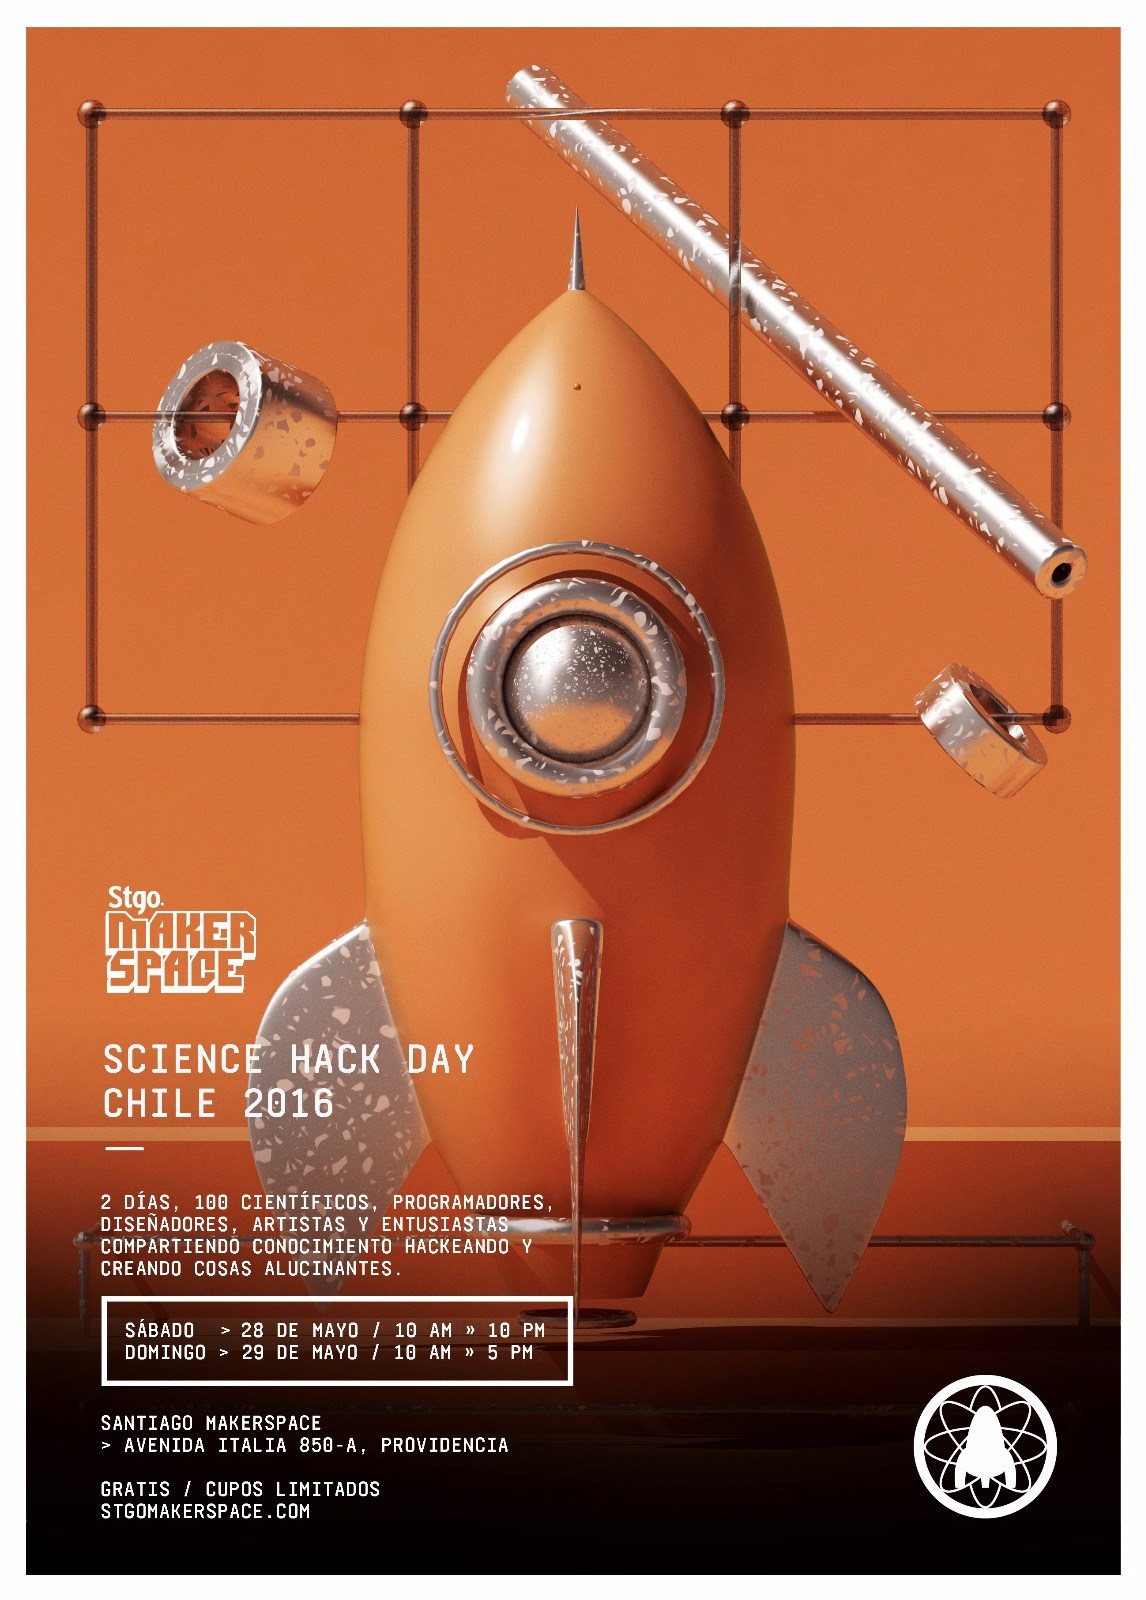 Stgo.
MAKER
SPACE
SCIENCE HACK DAY
CHILE 2016
2 DÍAS, 100 CIENTÍFICOS, PROGRAMADORES,
DISEÑADORES, ARTISTAS Y ENTUSIASTAS
COMPARTIENDO CONOCIMIENTO HACKEANDO Y
CREANDO COSAS ALUCINANTES.
SÁBADO > 28 DE MAYO / 10 AM » 10 PM
DOMINGO > 29 DE MAYO / 10 AM » 5 PM
SANTIAGO MAKERSPACE
> AVENIDA ITALIA 850-A, PROVIDENCIA
GRATIS / CUPOS LIMITADOS
STGOMAKERSPACE.COM